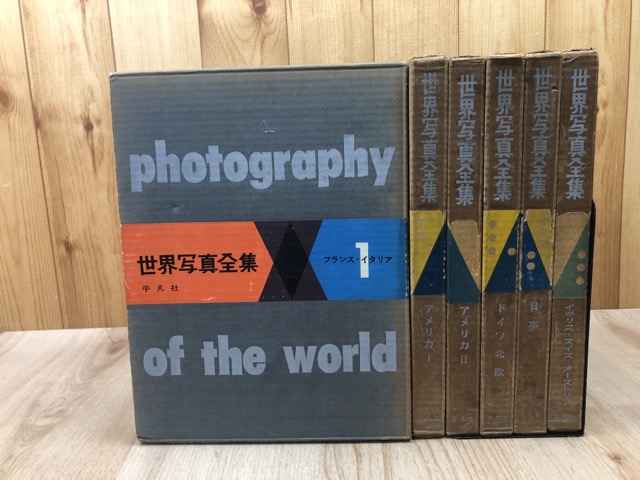 photography
世界写真全集
平凡社
フランス・イタリア
1
of the world
世界写真全集
アメリカ I
世界写真全集
アメリカ II
世界写真全集
ドイツ 北欧
世界写真全集
日本
世界写真全集
イギリス・スイス オーストリア